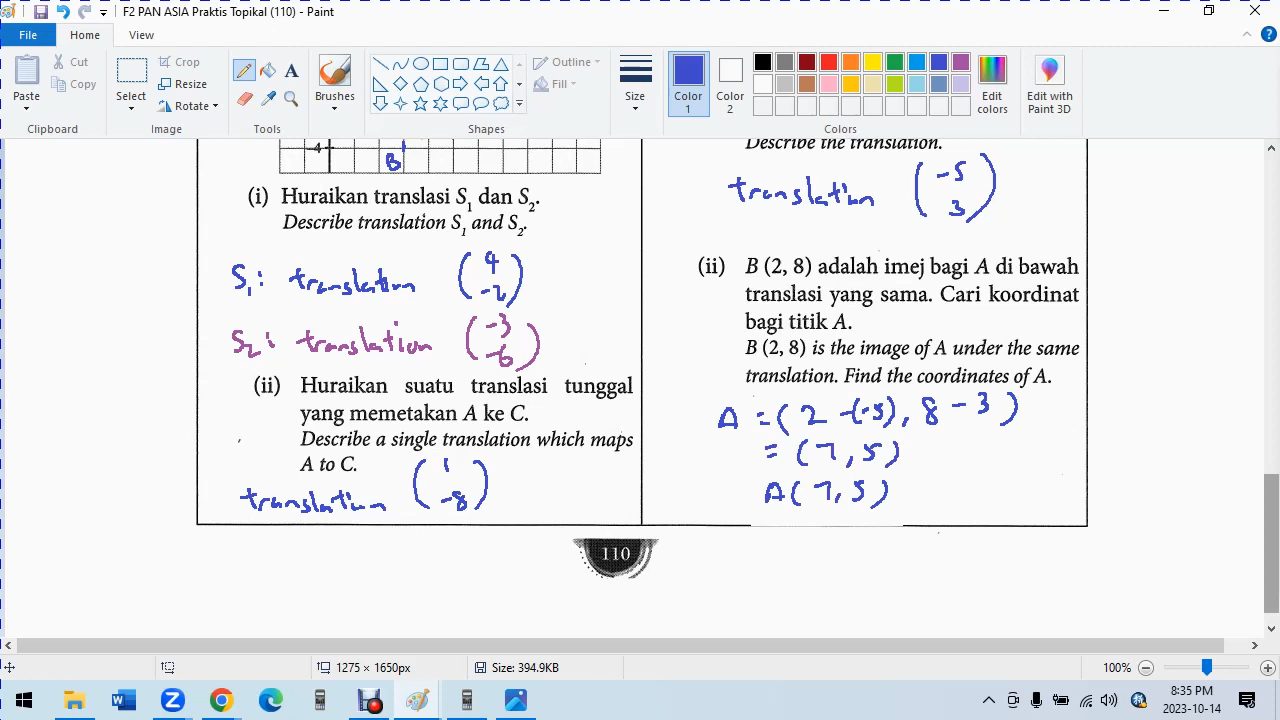 F2 PAN ASIA Praktis Topikal (110) - Paint
File Home View
Paste
Cut
Copy
Clipboard
Select
Crop
Resize
Rotate
Image
Tools
Brushes
Shapes
Outline
Fill
Size
Color 1
Color 2
Colors
Edit colors
Edit with Paint 3D
-4
B
(i) Huraikan translasi S₁ dan S₂.
Describe translation S₁ and S₂.
S₁: translation (4 -2)
S₂: translation (-3 -6)
(ii) Huraikan suatu translasi tunggal
yang memetakan A ke C.
Describe a single translation which maps
A to C.
translation (1 -8)
Describe the translation.
translation (-5 3)
(ii) B (2, 8) adalah imej bagi A di bawah
translasi yang sama. Cari koordinat
bagi titik A.
B (2, 8) is the image of A under the same
translation. Find the coordinates of A.
A = (2 -(-5), 8 - 3)
= (7, 5)
A(7, 5)
110
1275 × 1650px
Size: 394.9KB
100%
8:35 PM
2023-10-14